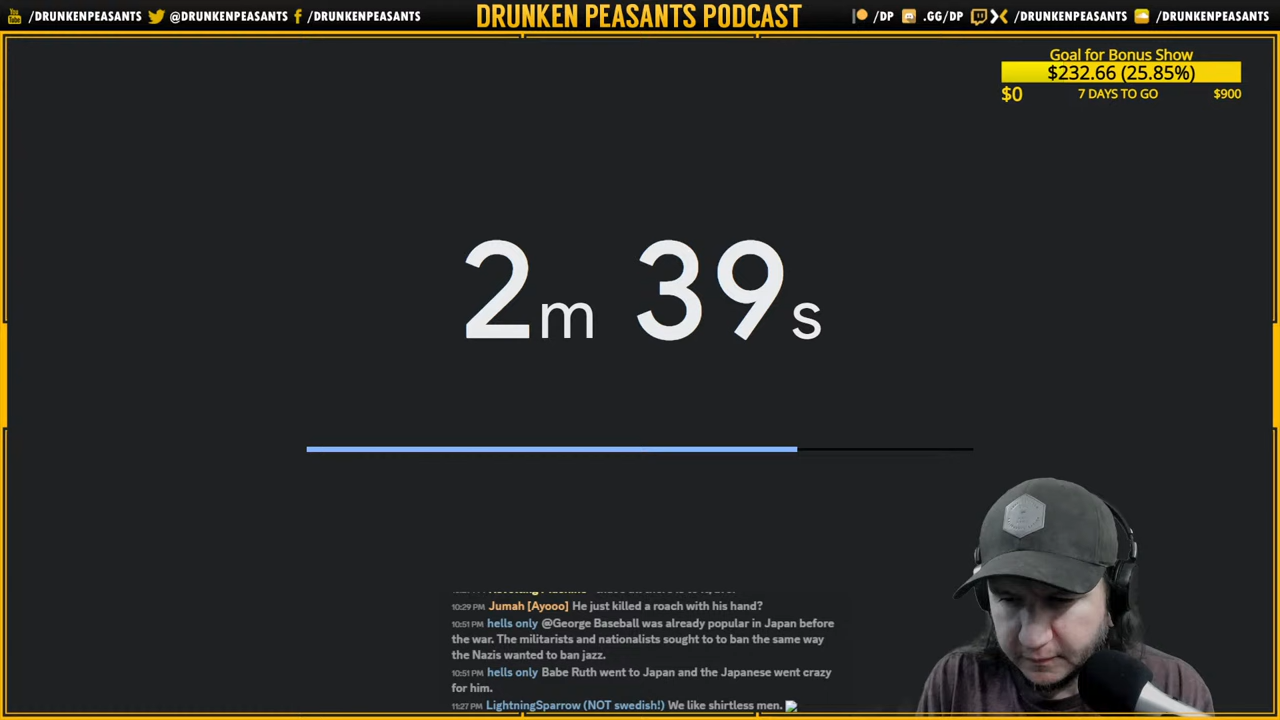 /DRUNKENPEASANTS @DRUNKENPEASANTS /DRUNKENPEASANTS DRUNKEN PEASANTS PODCAST /DP .GG/DP /DRUNKENPEASANTS /DRUNKENPEASANTS
Goal for Bonus Show
$232.66 (25.85%)
$0 7 DAYS TO GO $900
2m 39s
10:29 PM Jumah [Ayooo] He just killed a roach with his hand?
10:51 PM hells only @George Baseball was already popular in Japan before
the war. The militarists and nationalists sought to to ban the same way
the Nazis wanted to ban jazz.
10:51 PM hells only Babe Ruth went to Japan and the Japanese went crazy
for him.
11:27 PM LightningSparrow (NOT swedish!) We like shirtless men.